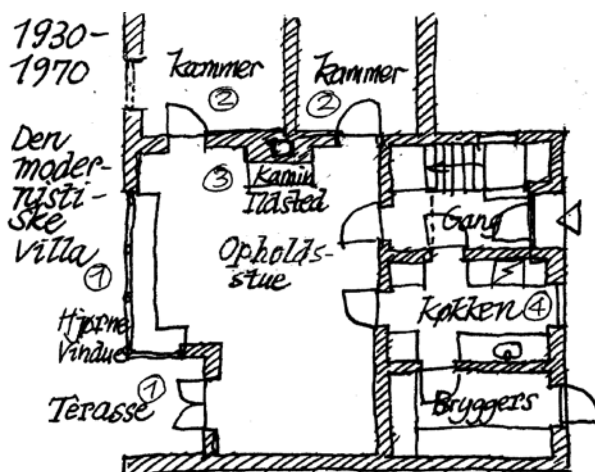 1930-
1970
Den
moder-
nisti-
ske
villa
1
kammer
2
kammer
2
3
Kamin
Ildsted
Opholds-
stue
Gang
Køkken 4
Hjørne
Vindue
Tèrasse 1
Bryggers